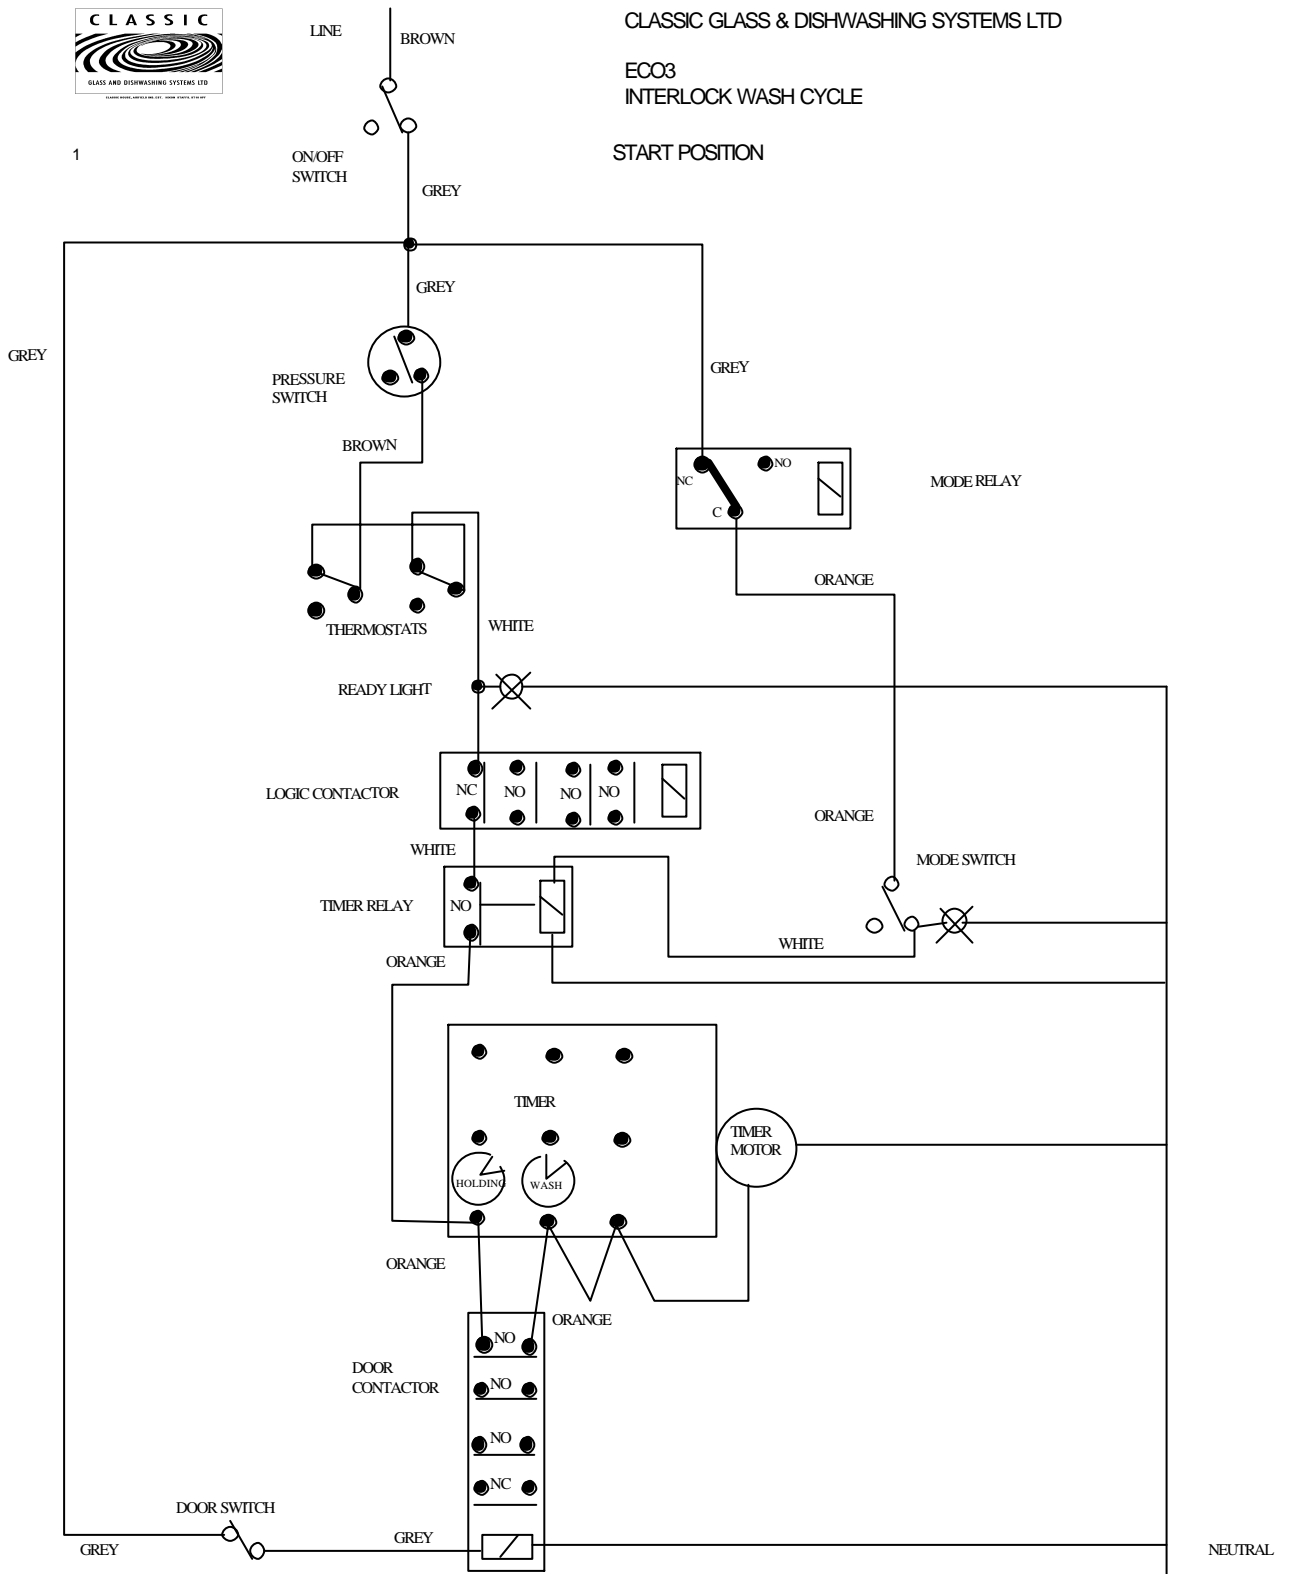 CLASSIC
GLASS AND DISHWASHING SYSTEMS LTD
LINE
BROWN
CLASSIC GLASS & DISHWASHING SYSTEMS LTD
ECO3
INTERLOCK WASH CYCLE
1
ON/OFF
SWITCH
START POSITION
GREY
GREY
GREY
GREY
PRESSURE
SWITCH
BROWN
NC
NO
C
MODE RELAY
ORANGE
THERMOSTATS
WHITE
READY LIGHT
LOGIC CONTACTOR
NC
NO
NO
NO
ORANGE
WHITE
MODE SWITCH
TIMER RELAY
NO
WHITE
ORANGE
TIMER
TIMER
MOTOR
HOLDING
WASH
ORANGE
ORANGE
NO
DOOR
CONTACTOR
NO
NO
NC
DOOR SWITCH
GREY
GREY
NEUTRAL